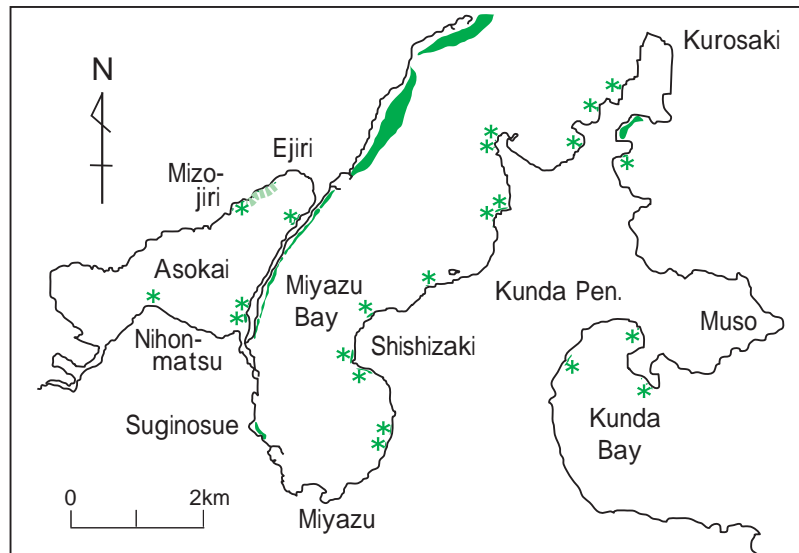 Kurosaki
N
Ejiri
Mizo-
jiri
Asokai
Miyazu
Bay
Kunda Pen.
Muso
Nihon-
matsu
Shishizaki
Suginosue
Kunda
Bay
0
2km
Miyazu